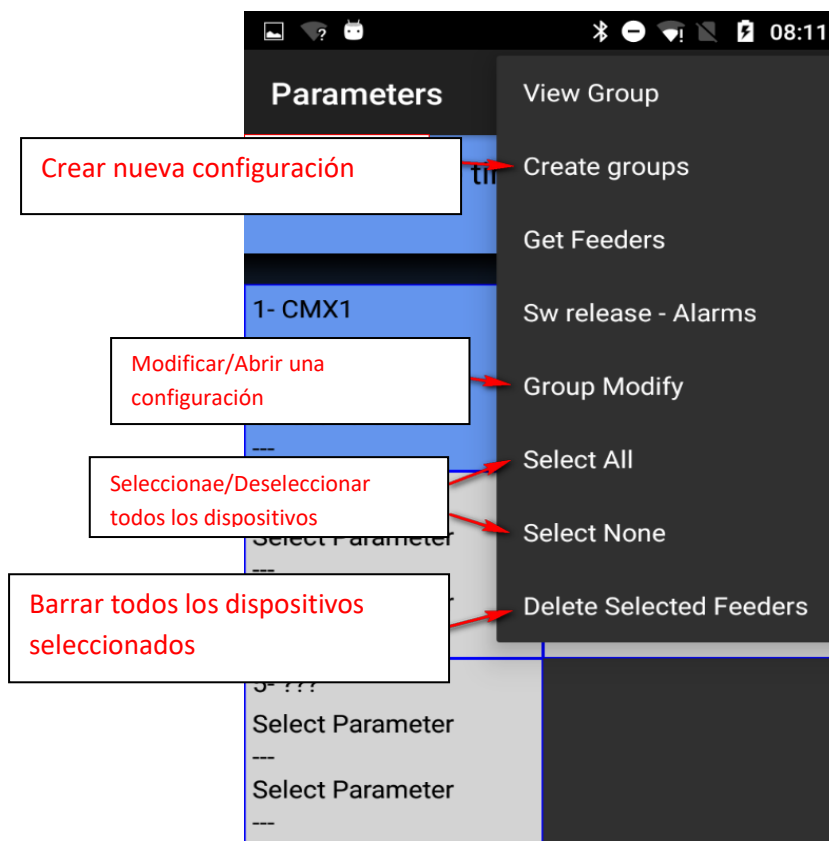 08:11
Parameters
View Group
Crear nueva configuración
Create groups
Get Feeders
1- CMX1
Sw release - Alarms
Modificar/Abrir una
configuración
Group Modify
---
Select All
Seleccionae/Deseleccionar
todos los dispositivos
Select None
Select Parameter
---
Barrar todos los dispositivos
seleccionados
Delete Selected Feeders
5- ???
Select Parameter
---
Select Parameter
---